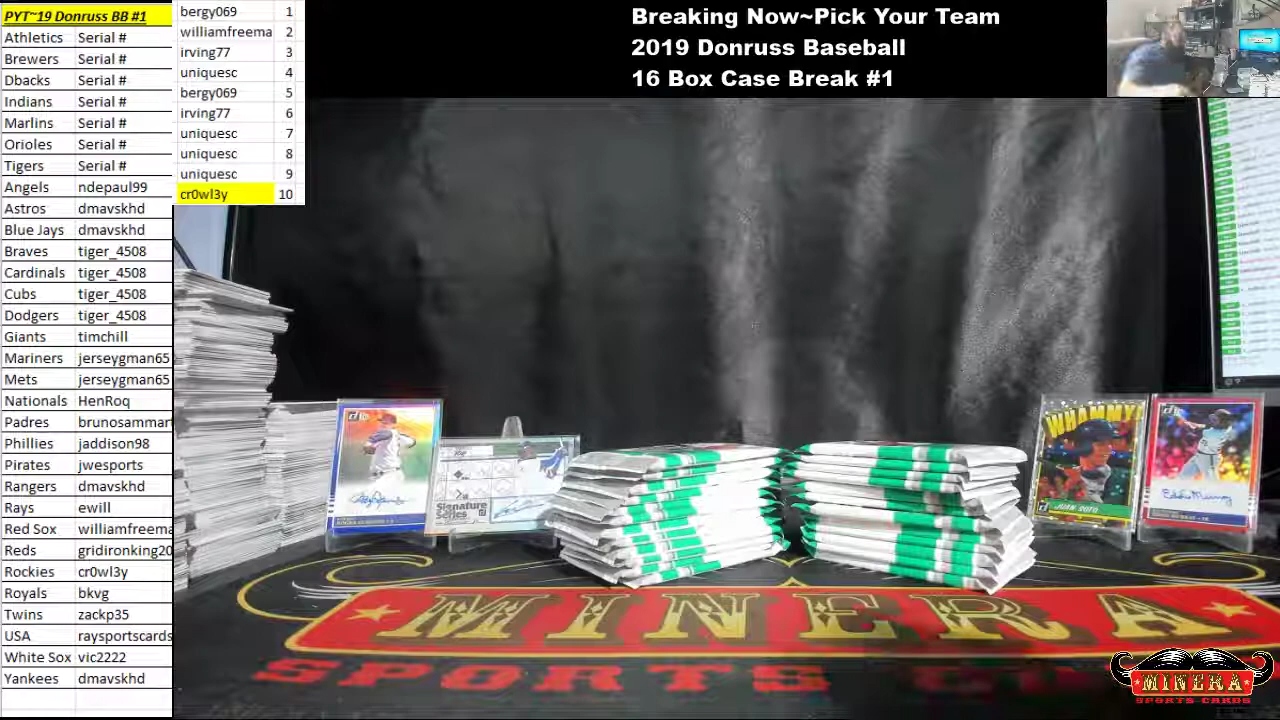 PYT~19 Donruss BB #1
Athletics Serial #
Brewers Serial #
Dbacks Serial #
Indians Serial #
Marlins Serial #
Orioles Serial #
Tigers Serial #
Angels ndepaul99
Astros dmavskhd
Blue Jays dmavskhd
Braves tiger_4508
Cardinals tiger_4508
Cubs tiger_4508
Dodgers tiger_4508
Giants timchill
Mariners jerseygman65
Mets jerseygman65
Nationals HenRoq
Padres brunosammar
Phillies jaddison98
Pirates jwesports
Rangers dmavskhd
Rays ewill
Red Sox williamfreema
Reds gridironking20
Rockies cr0wl3y
Royals bkvg
Twins zackp35
USA raysportscards
White Sox vic2222
Yankees dmavskhd
bergy069 1
williamfreema 2
irving77 3
uniquesc 4
bergy069 5
irving77 6
uniquesc 7
uniquesc 8
uniquesc 9
cr0wl3y 10
Breaking Now~Pick Your Team
2019 Donruss Baseball
16 Box Case Break #1
Signature
Series
WHAMMY!
JUAN SOTO
Eddie Murray
MINERA
SPORTS
MINERA
SPORTS CARDS